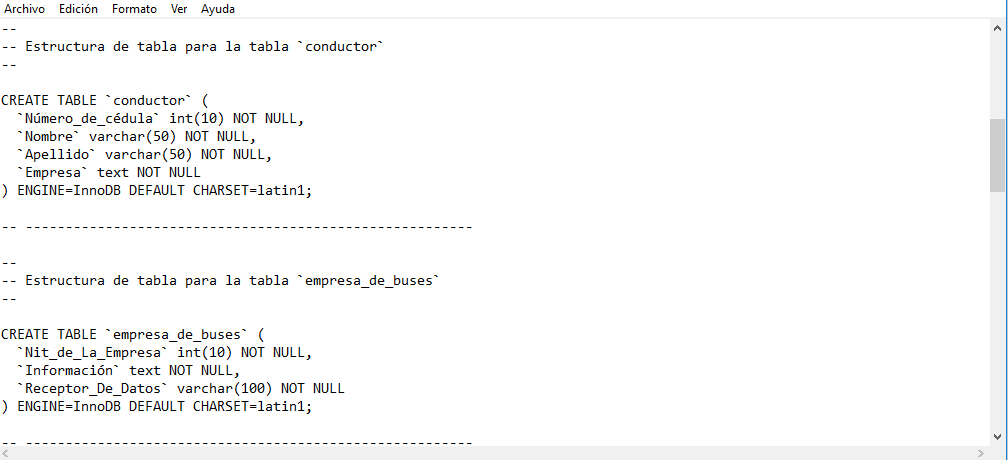 Archivo Edición Formato Ver Ayuda
--
-- Estructura de tabla para la tabla `conductor`
--
CREATE TABLE `conductor` (
  `Número_de_cédula` int(10) NOT NULL,
  `Nombre` varchar(50) NOT NULL,
  `Apellido` varchar(50) NOT NULL,
  `Empresa` text NOT NULL
) ENGINE=InnoDB DEFAULT CHARSET=latin1;
-- --------------------------------------------------------
--
-- Estructura de tabla para la tabla `empresa_de_buses`
--
CREATE TABLE `empresa_de_buses` (
  `Nit_de_La_Empresa` int(10) NOT NULL,
  `Información` text NOT NULL,
  `Receptor_De_Datos` varchar(100) NOT NULL
) ENGINE=InnoDB DEFAULT CHARSET=latin1;
-- --------------------------------------------------------